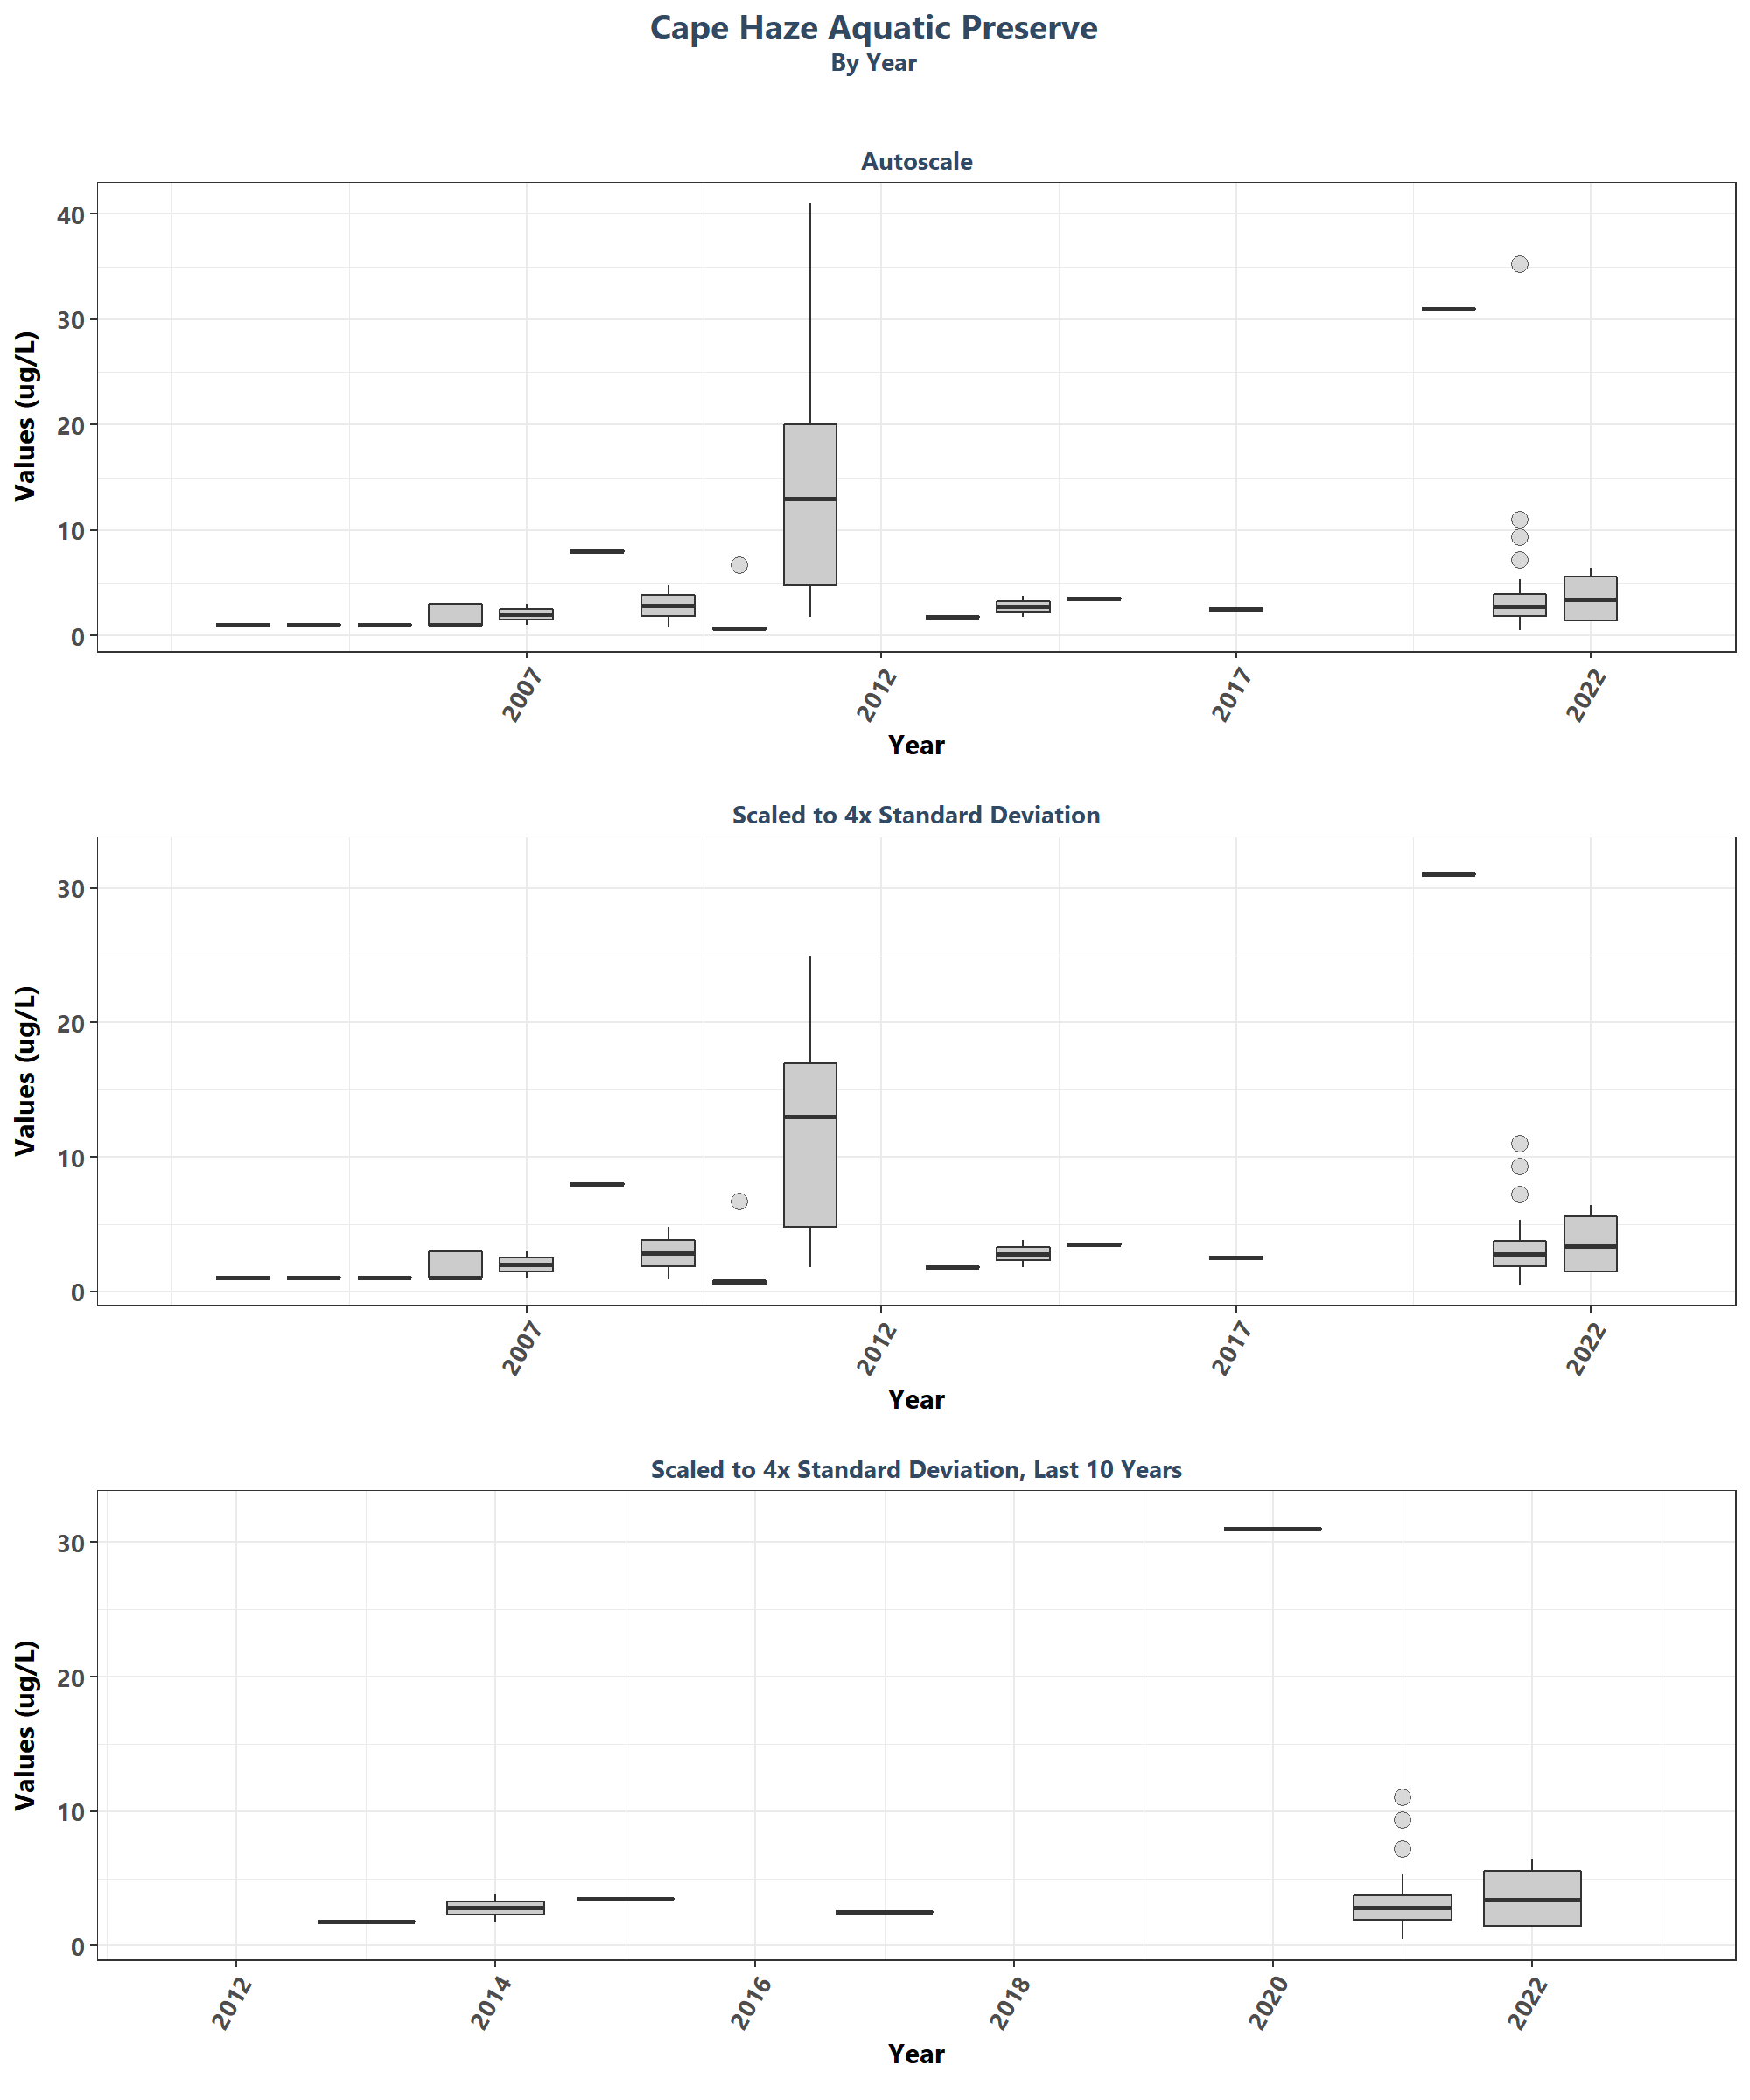 Cape Haze Aquatic Preserve
By Year
Autoscale
Values (ug/L)
40
30
20
10
0
2007
2012
2017
2022
Year
Scaled to 4x Standard Deviation
Values (ug/L)
30
20
10
0
2007
2012
2017
2022
Year
Scaled to 4x Standard Deviation, Last 10 Years
Values (ug/L)
30
20
10
0
2012
2014
2016
2018
2020
2022
Year